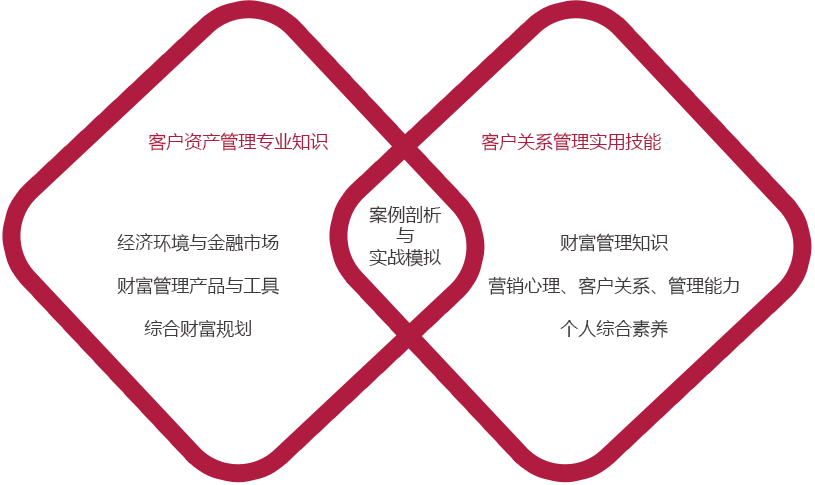 客户资产管理专业知识
经济环境与金融市场
财富管理产品与工具
综合财富规划
案例剖析
与
实战模拟
客户关系管理实用技能
财富管理知识
营销心理、客户关系、管理能力
个人综合素养